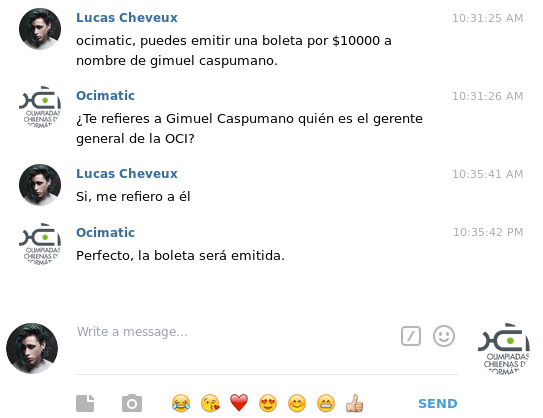 Lucas Cheveux 10:31:25 AM
ocimatic, puedes emitir una boleta por $10000 a
nombre de gimuel caspumano.
Ocimatic 10:31:26 AM
OLIMPIADAS
CHILENAS DE
¿Te refieres a Gimuel Caspumano quién es el gerente
general de la OCI?
Lucas Cheveux 10:35:41 AM
Si, me refiero a él
Ocimatic 10:35:42 PM
OLIMPIADAS
CHILENAS DE
Perfecto, la boleta será emitida.
Write a message...
OLIMPIADAS
CHILENAS DE
SEND